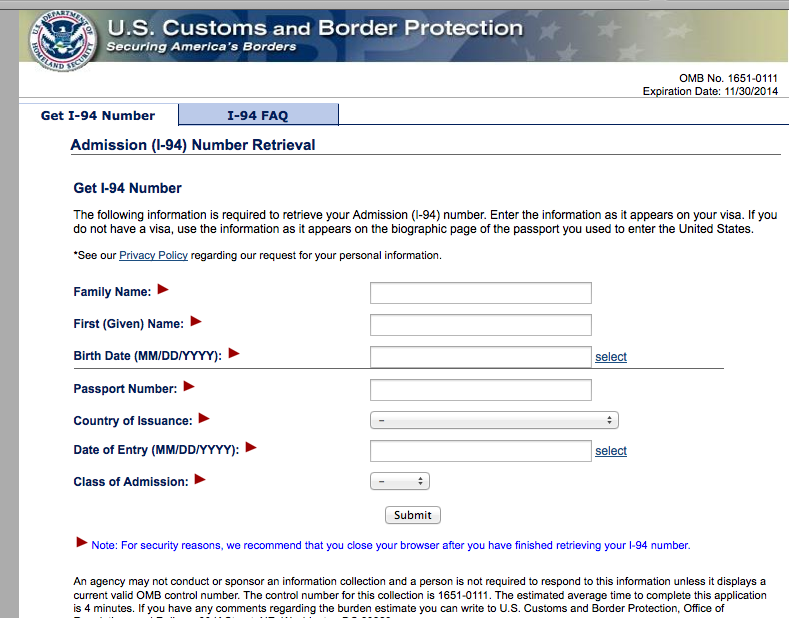 U.S. Customs and Border Protection
Securing America's Borders
OMB No. 1651-0111
Expiration Date: 11/30/2014
Get I-94 Number
I-94 FAQ
Admission (I-94) Number Retrieval
Get I-94 Number
The following information is required to retrieve your Admission (I-94) number. Enter the information as it appears on your visa. If you
do not have a visa, use the information as it appears on the biographic page of the passport you used to enter the United States.
*See our Privacy Policy regarding our request for your personal information.
Family Name:
First (Given) Name:
Birth Date (MM/DD/YYYY): select
Passport Number:
Country of Issuance: –
Date of Entry (MM/DD/YYYY): select
Class of Admission: –
Submit
Note: For security reasons, we recommend that you close your browser after you have finished retrieving your I-94 number.
An agency may not conduct or sponsor an information collection and a person is not required to respond to this information unless it displays a
current valid OMB control number. The control number for this collection is 1651-0111. The estimated average time to complete this application
is 4 minutes. If you have any comments regarding the burden estimate you can write to U.S. Customs and Border Protection, Office of